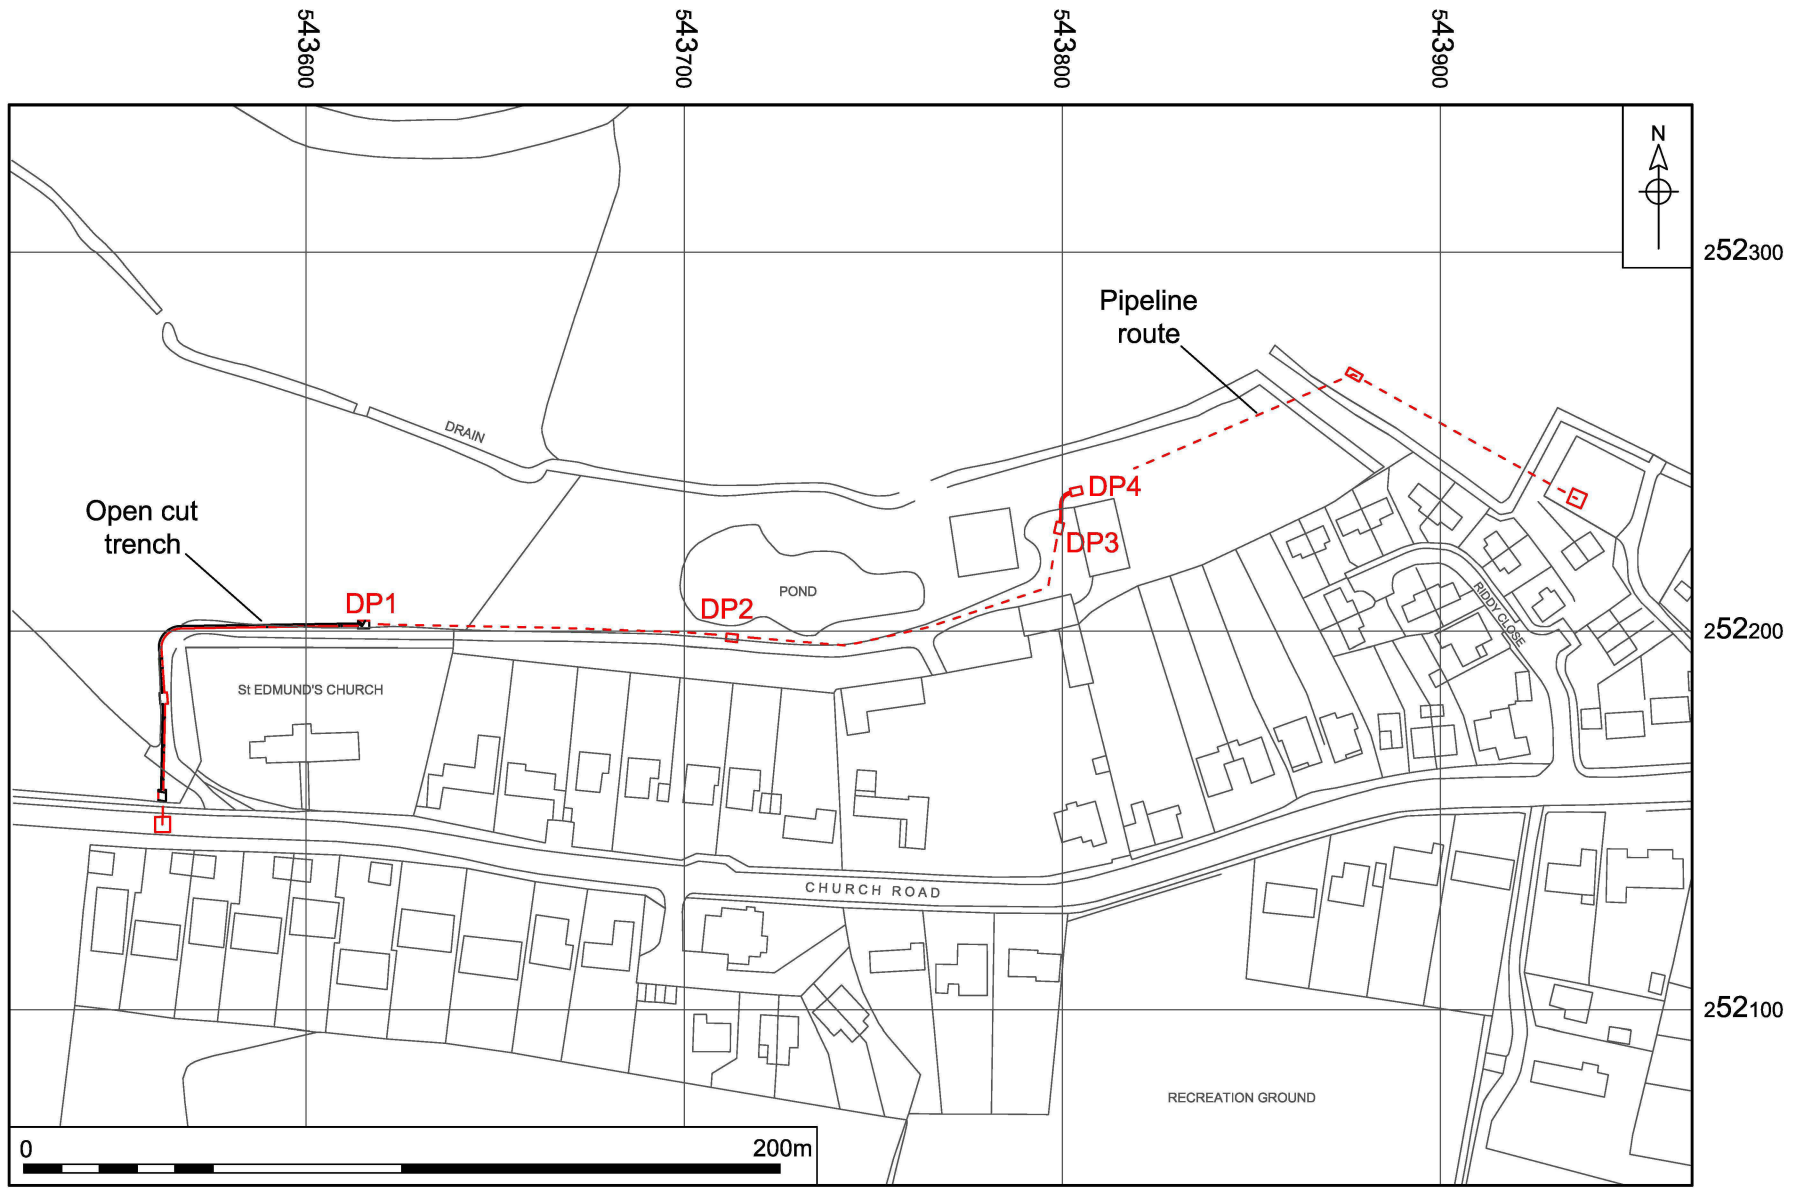 543600
543700
543800
543900
N
252300
Pipeline
route
DRAIN
DP4
Open cut
trench
DP3
POND
DP1
DP2
RIDDY CLOSE
252200
St EDMUND'S CHURCH
CHURCH ROAD
252100
RECREATION GROUND
0
200m